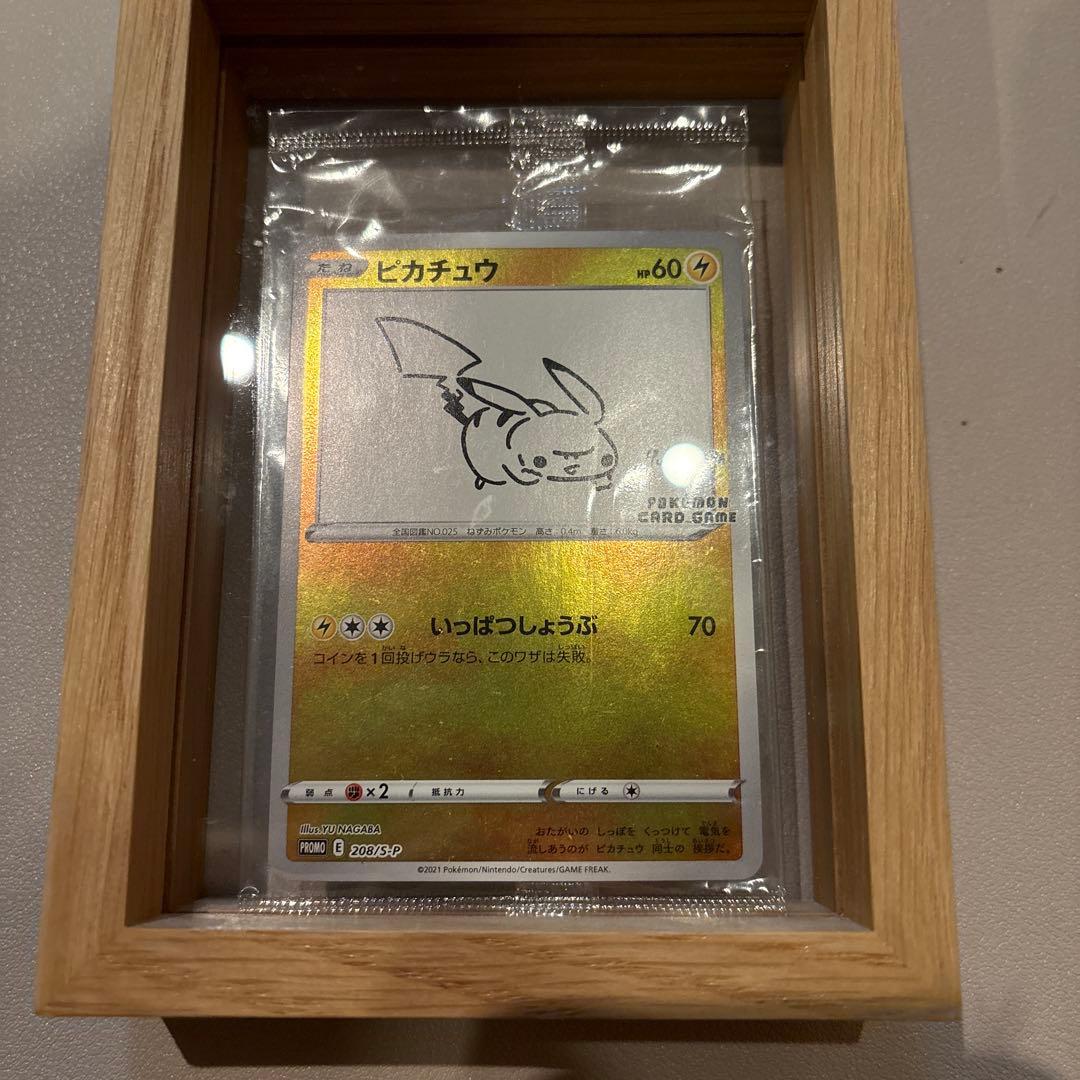 たね ピカチュウ HP60
POKÉMON
CARD GAME
全国図鑑NO.025 ねずみポケモン 高さ:0.4m 重さ:6.0kg
いっぱつしょうぶ 70
コインを1回投げウラなら、このワザは失敗。
弱点 ×2 抵抗力 にげる
Illus. YU NAGABA
PROMO E 208/S-P
おたがいの しっぽを くっつけて 電気を
流しあうのが ピカチュウ 同士の 挨拶だ。
©2021 Pokémon/Nintendo/Creatures/GAME FREAK.